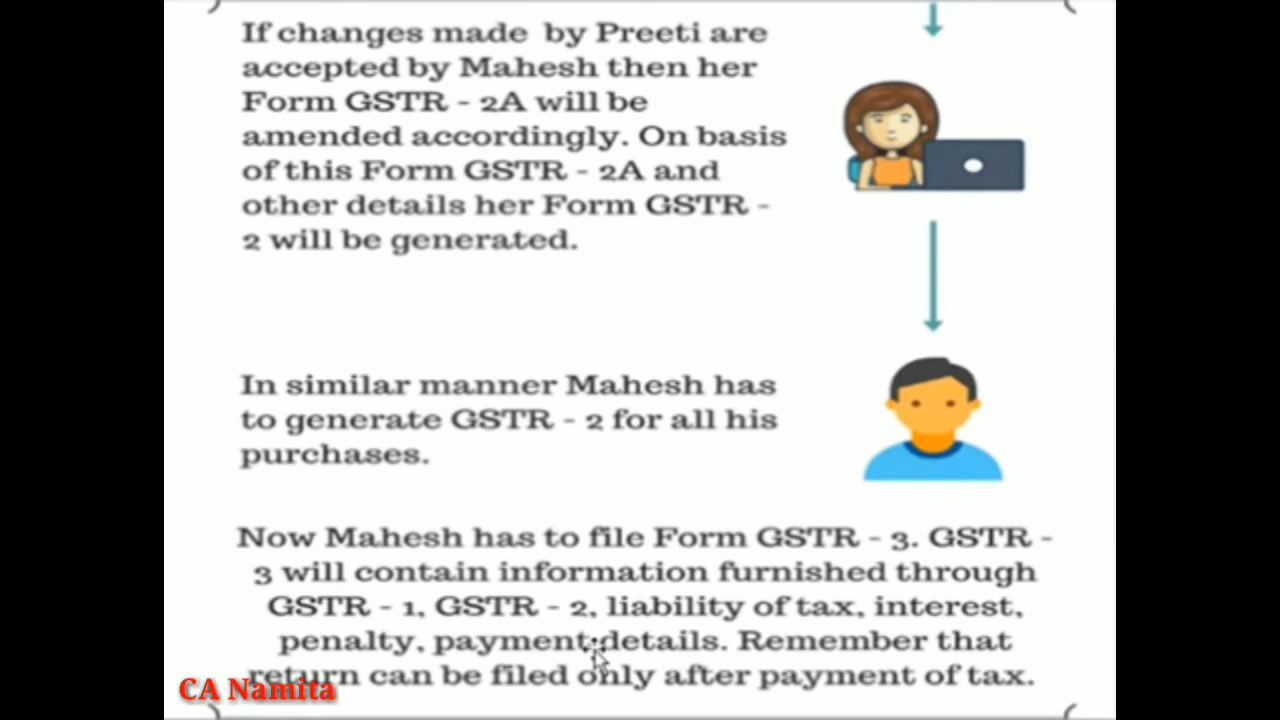 If changes made by Preeti are
accepted by Mahesh then her
Form GSTR - 2A will be
amended accordingly. On basis
of this Form GSTR - 2A and
other details her Form GSTR -
2 will be generated.
In similar manner Mahesh has
to generate GSTR - 2 for all his
purchases.
Now Mahesh has to file Form GSTR - 3. GSTR -
3 will contain information furnished through
GSTR - 1, GSTR - 2, liability of tax, interest,
penalty, payment details. Remember that
return can be filed only after payment of tax.
CA Namita